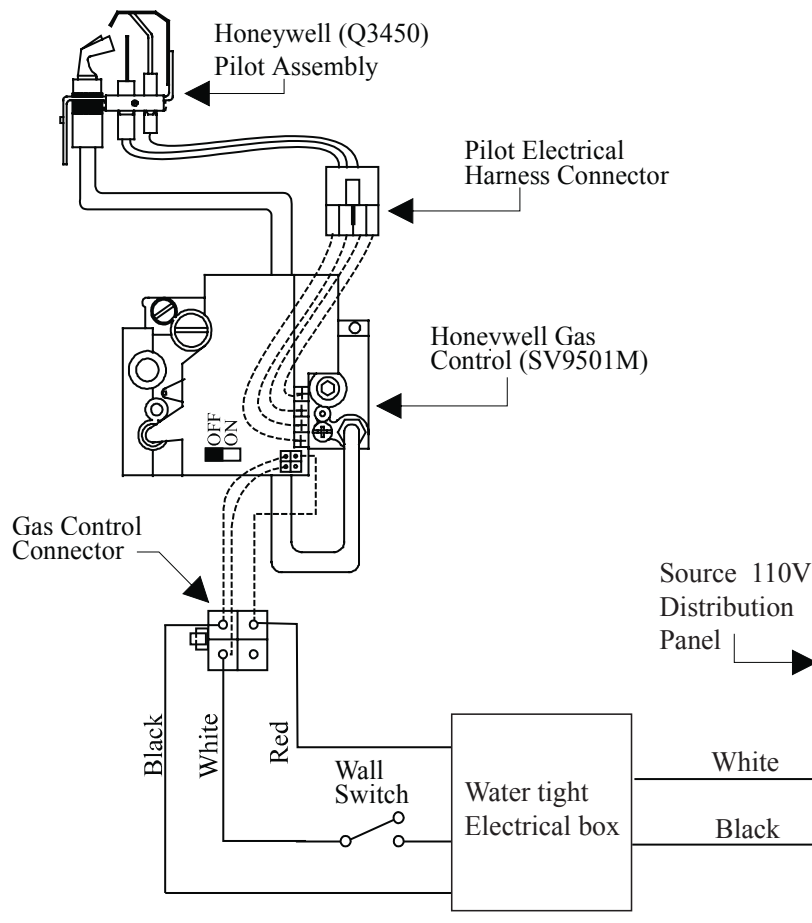 Honeywell (Q3450)
Pilot Assembly
Pilot Electrical
Harness Connector
Honevwell Gas
Control (SV9501M)
OFF
ON
Gas Control
Connector
Source 110V
Distribution
Panel
Black
White
Red
Wall
Switch
Water tight
Electrical box
White
Black